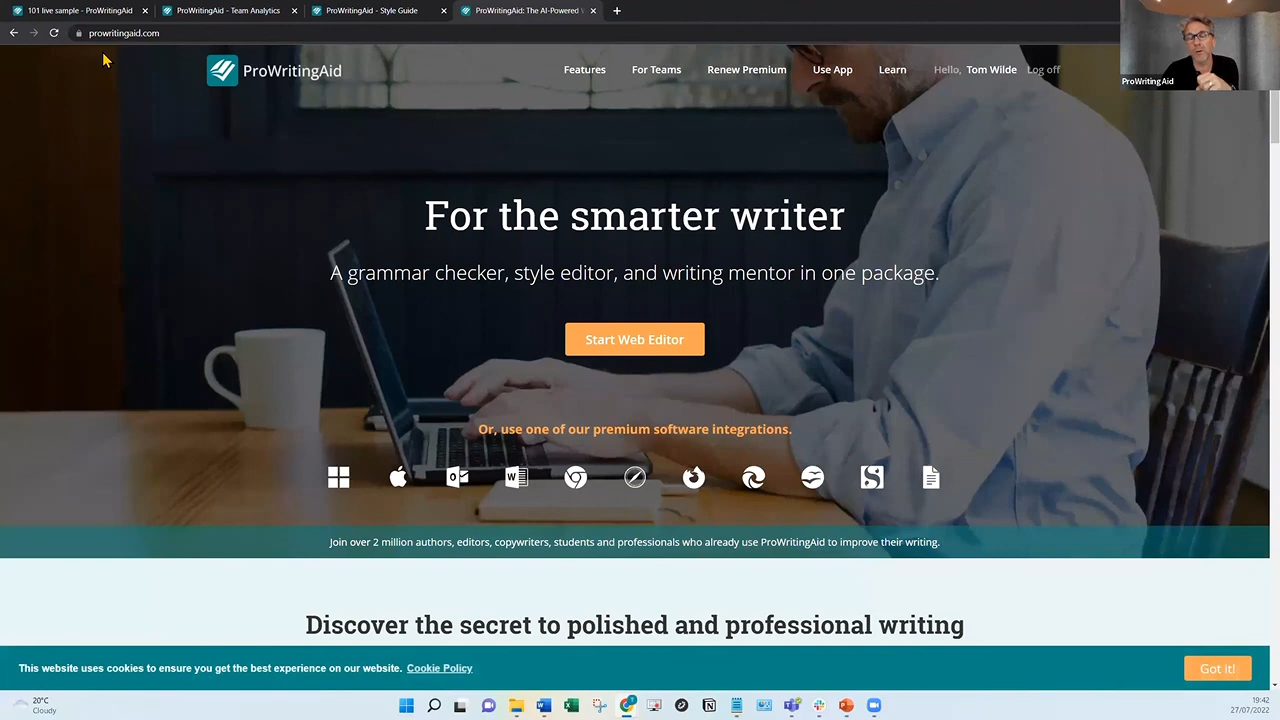 101 live sample - ProWritingAid
ProWritingAid - Team Analytics
ProWritingAid - Style Guide
ProWritingAid: The AI-Powered
prowritingaid.com
ProWritingAid
Features
For Teams
Renew Premium
Use App
Learn
Hello, Tom Wilde
Log off
ProWriting Aid
For the smarter writer
A grammar checker, style editor, and writing mentor in one package.
Start Web Editor
Or, use one of our premium software integrations.
Join over 2 million authors, editors, copywriters, students and professionals who already use ProWritingAid to improve their writing.
Discover the secret to polished and professional writing
This website uses cookies to ensure you get the best experience on our website. Cookie Policy
Got it!
20°C
Cloudy
19:42
27/07/2022